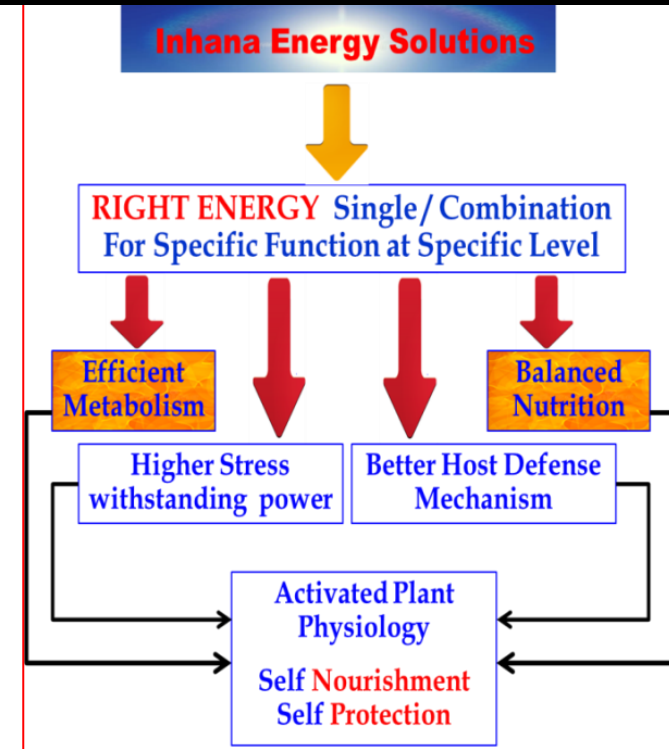 Inhana Energy Solutions
RIGHT ENERGY Single / Combination
For Specific Function at Specific Level
Efficient
Metabolism
Balanced
Nutrition
Higher Stress
withstanding power
Better Host Defense
Mechanism
Activated Plant
Physiology
Self Nourishment
Self Protection